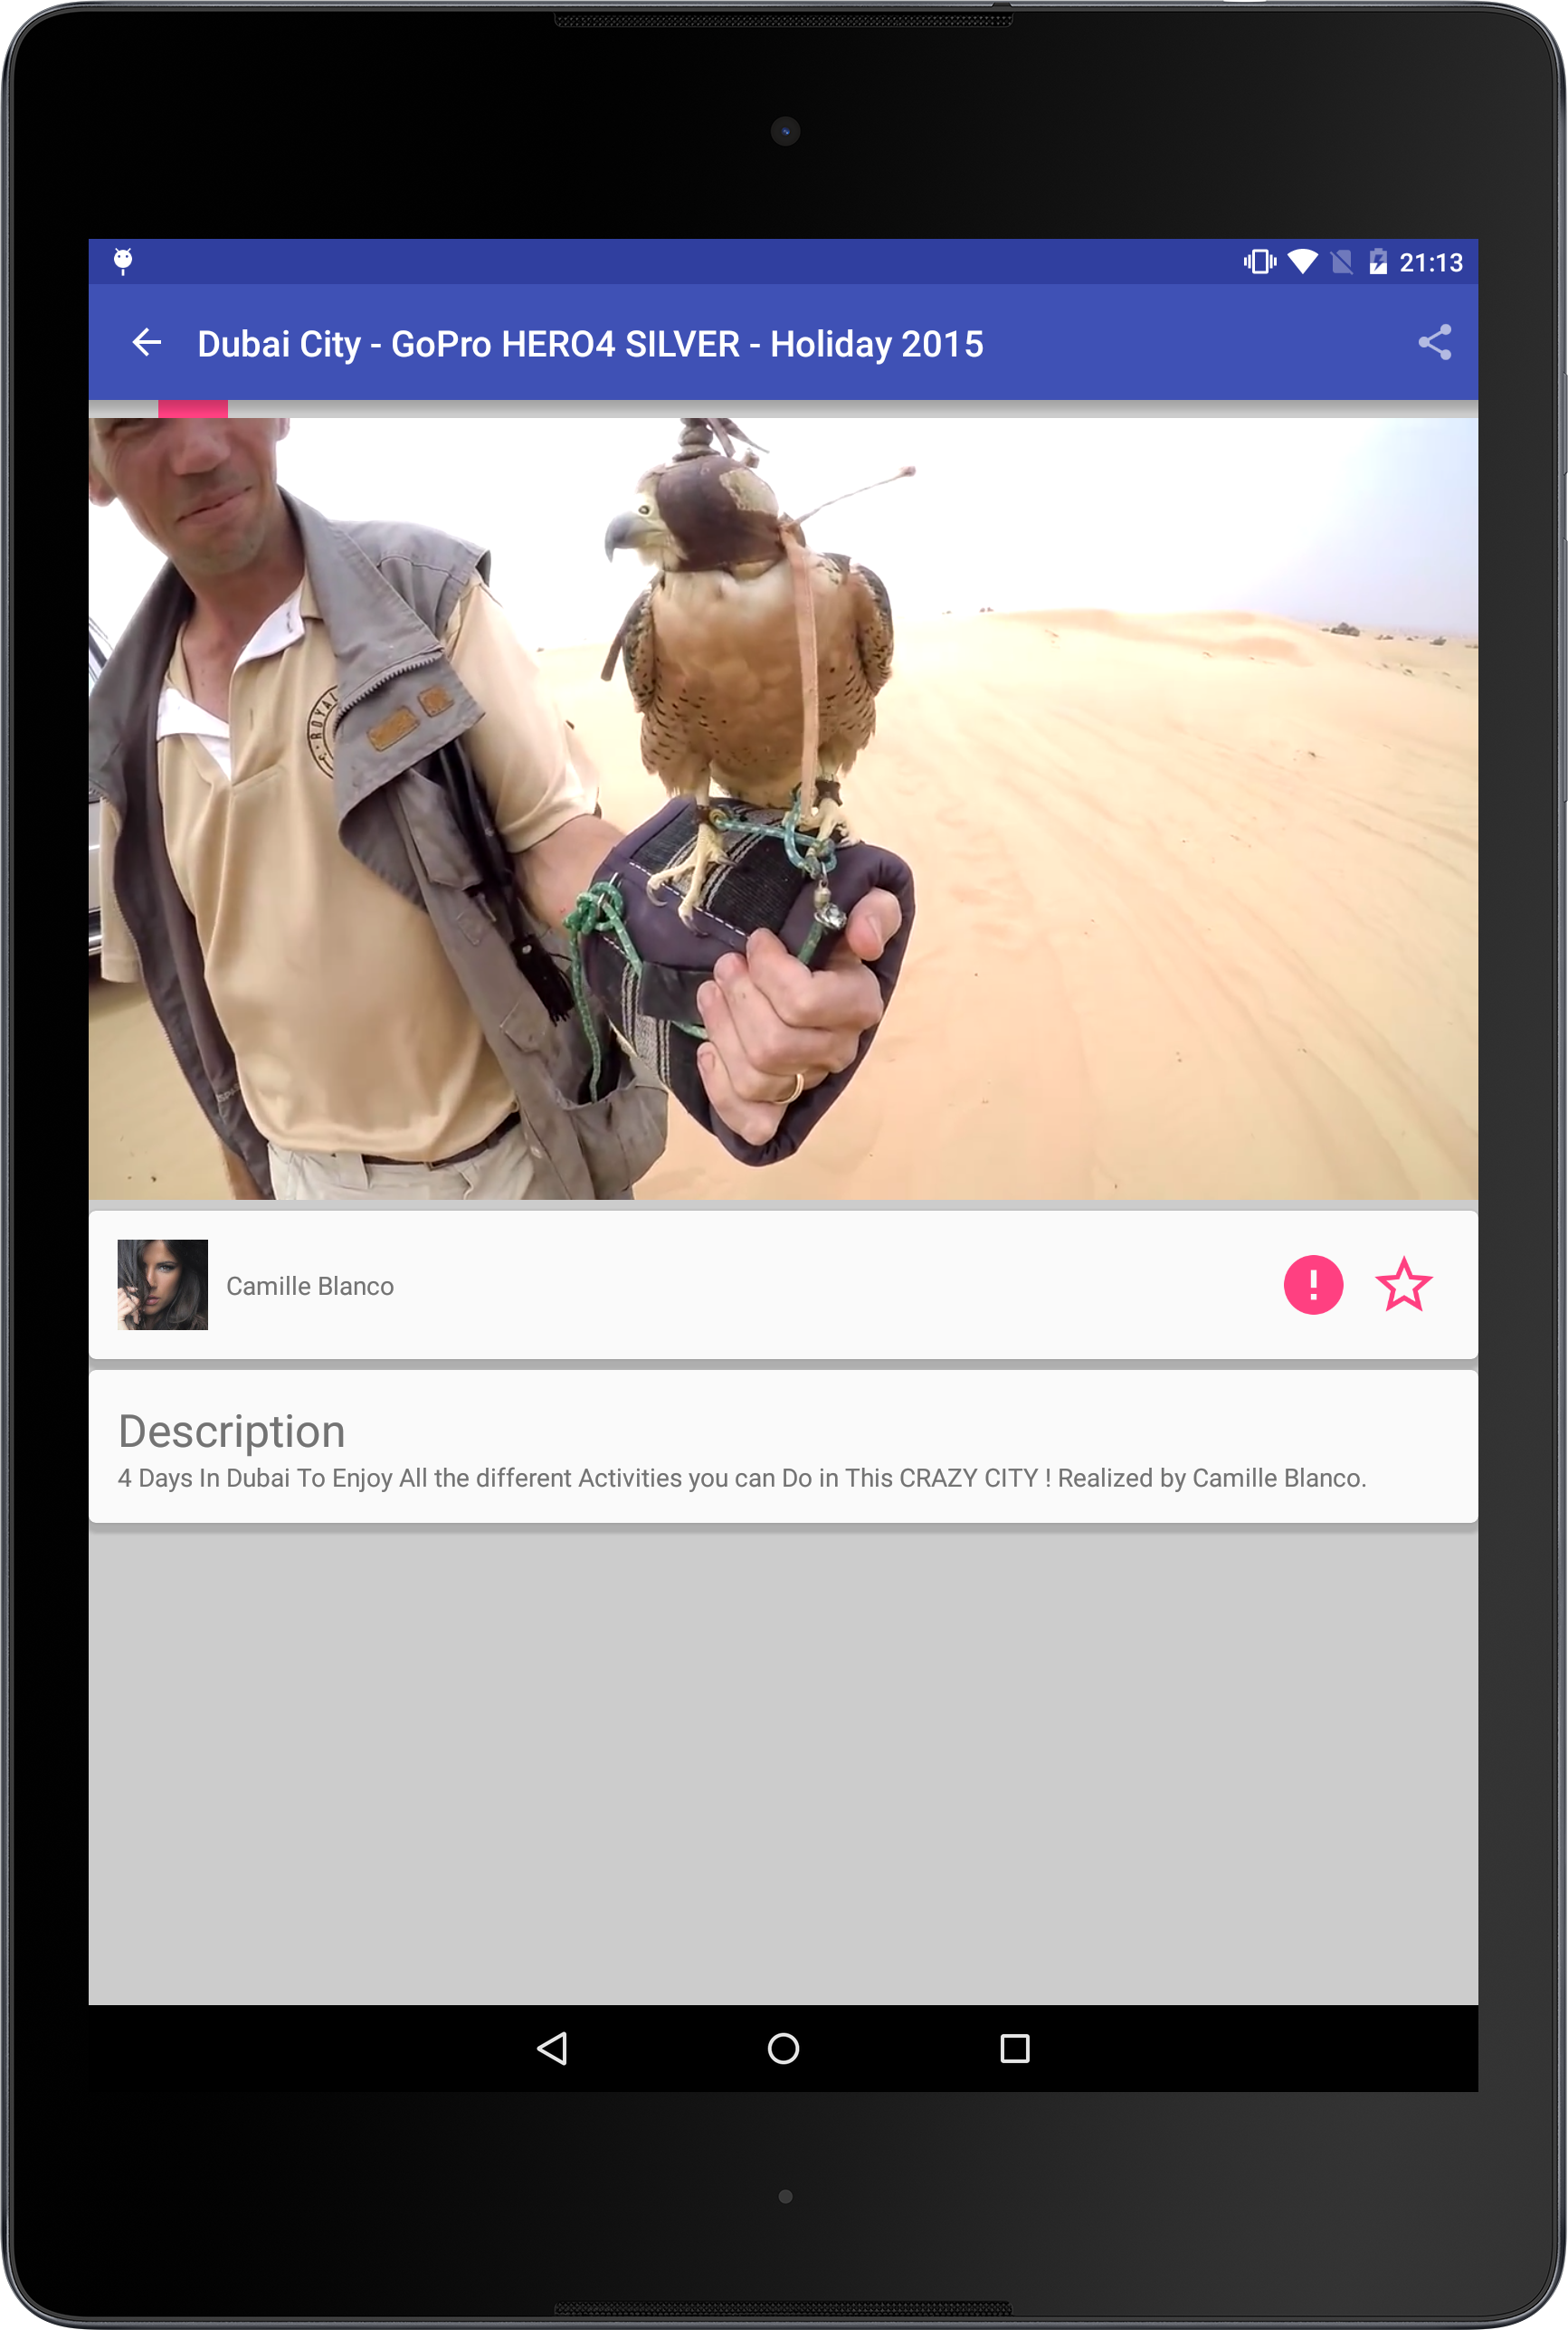 21:13
Dubai City - GoPro HERO4 SILVER - Holiday 2015
ROYAL
Camille Blanco
Description
4 Days In Dubai To Enjoy All the different Activities you can Do in This CRAZY CITY ! Realized by Camille Blanco.